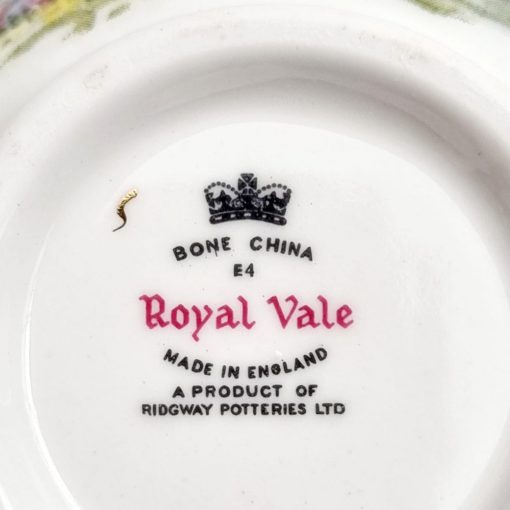 BONE CHINA
E4
Royal Vale
MADE IN ENGLAND
A PRODUCT OF
RIDGWAY POTTERIES LTD